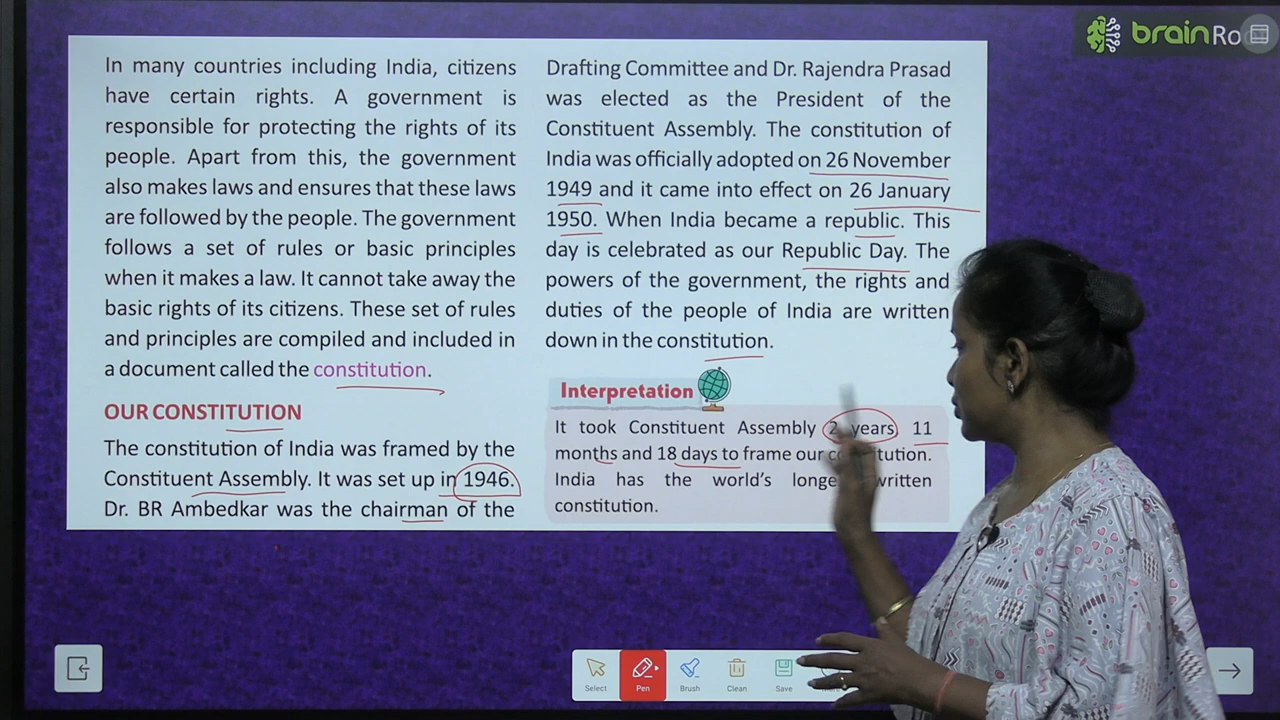 brainRo
In many countries including India, citizens
have certain rights. A government is
responsible for protecting the rights of its
people. Apart from this, the government
also makes laws and ensures that these laws
are followed by the people. The government
follows a set of rules or basic principles
when it makes a law. It cannot take away the
basic rights of its citizens. These set of rules
and principles are compiled and included in
a document called the constitution.
OUR CONSTITUTION
The constitution of India was framed by the
Constituent Assembly. It was set up in 1946.
Dr. BR Ambedkar was the chairman of the
Drafting Committee and Dr. Rajendra Prasad
was elected as the President of the
Constituent Assembly. The constitution of
India was officially adopted on 26 November
1949 and it came into effect on 26 January
1950. When India became a republic. This
day is celebrated as our Republic Day. The
powers of the government, the rights and
duties of the people of India are written
down in the constitution.
Interpretation
It took Constituent Assembly 2 years 11
months and 18 days to frame our
India has the world's written
constitution.
Select
Pen
Brush
Clean
Save